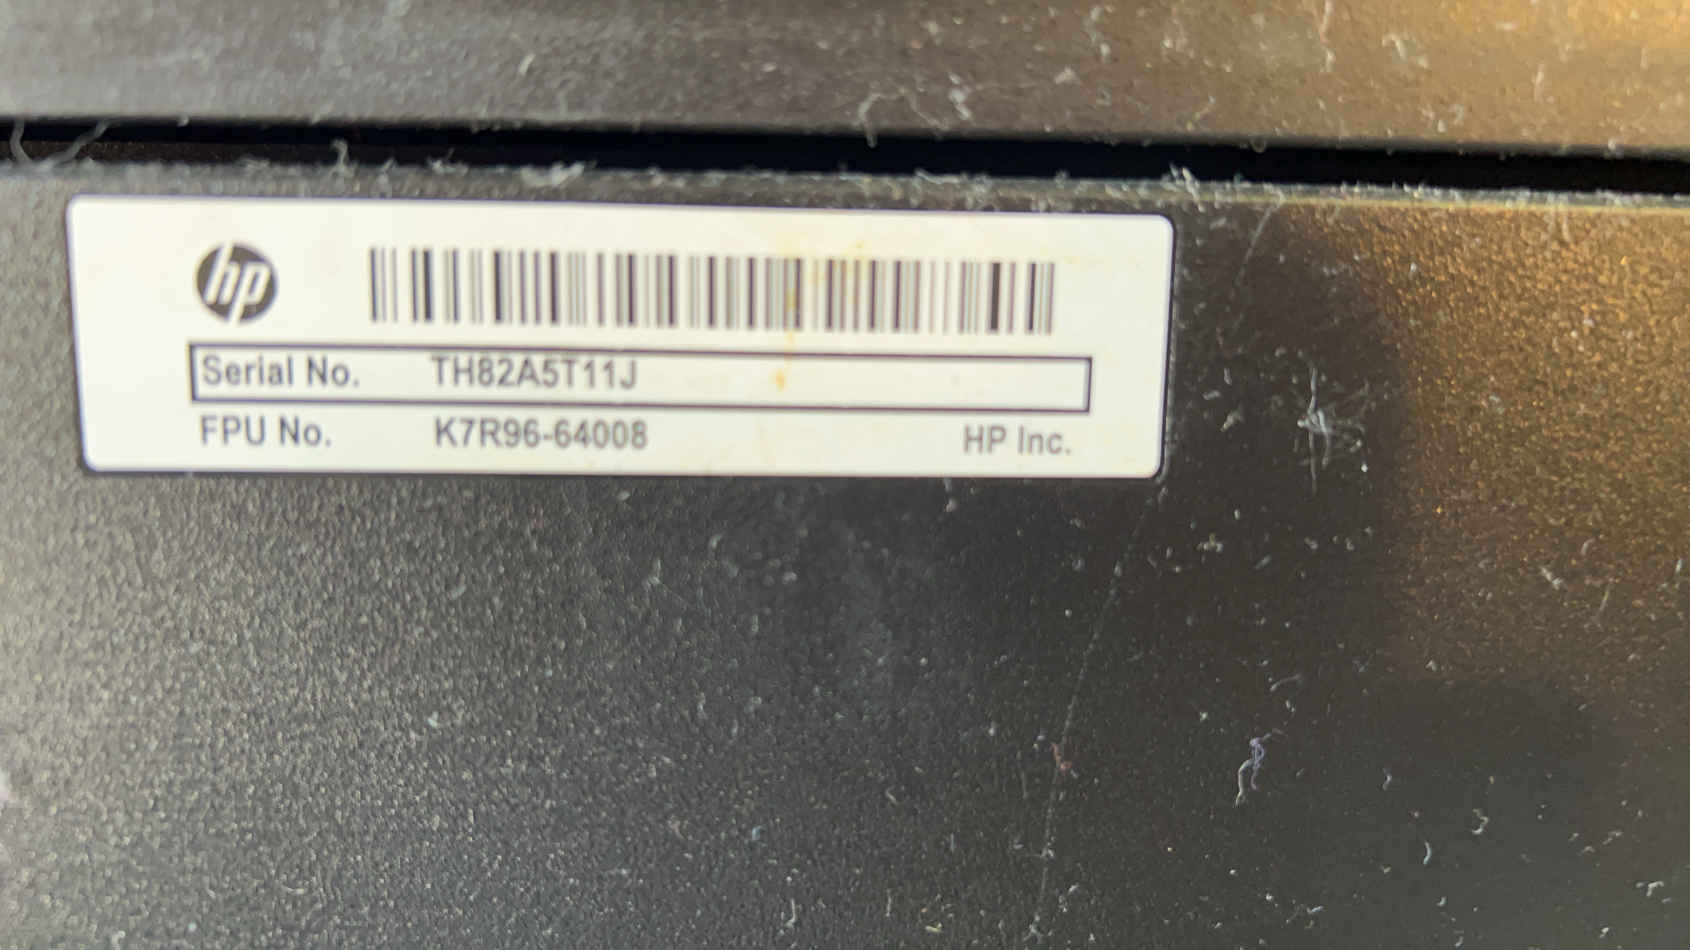 hp
Serial No. TH82A5T11J
FPU No. K7R96-64008 HP Inc.